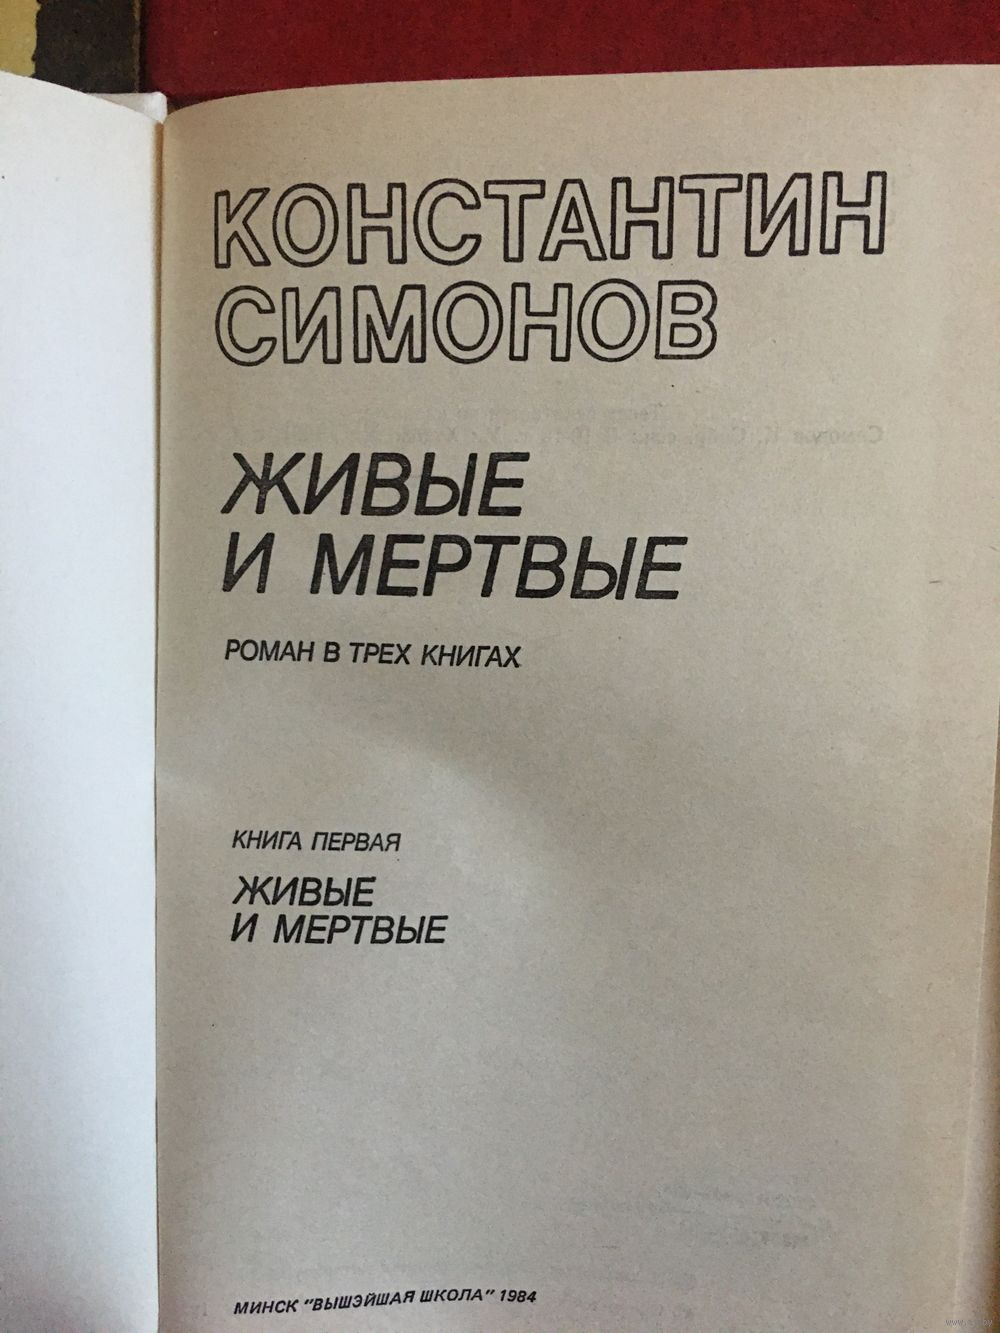 КОНСТАНТИН
СИМОНОВ
ЖИВЫЕ
И МЕРТВЫЕ
РОМАН В ТРЕХ КНИГАХ
КНИГА ПЕРВАЯ
ЖИВЫЕ
И МЕРТВЫЕ
МИНСК "ВЫШЭЙШАЯ ШКОЛА" 1984